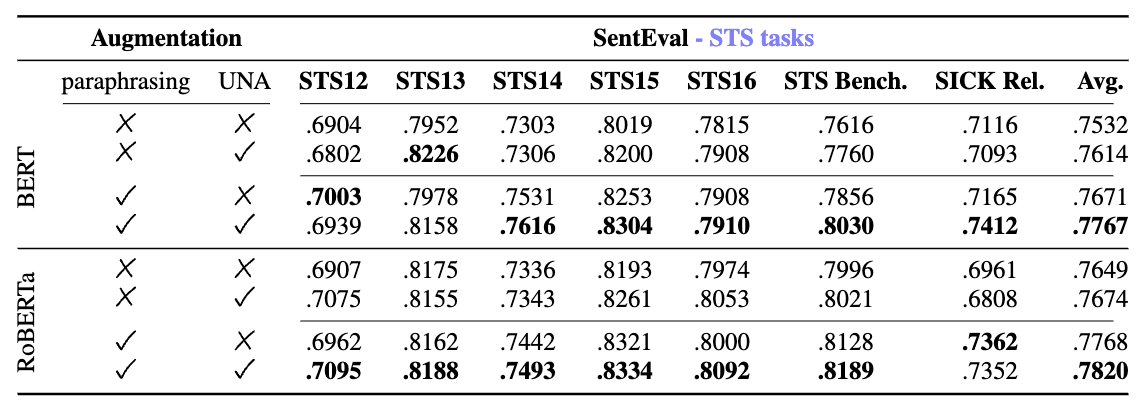 Augmentation SentEval - STS tasks
paraphrasing UNA STS12 STS13 STS14 STS15 STS16 STS Bench. SICK Rel. Avg.
BERT
✗ ✗ .6904 .7952 .7303 .8019 .7815 .7616 .7116 .7532
✗ ✓ .6802 .8226 .7306 .8200 .7908 .7760 .7093 .7614
✓ ✗ .7003 .7978 .7531 .8253 .7908 .7856 .7165 .7671
✓ ✓ .6939 .8158 .7616 .8304 .7910 .8030 .7412 .7767
RoBERTa
✗ ✗ .6907 .8175 .7336 .8193 .7974 .7996 .6961 .7649
✗ ✓ .7075 .8155 .7343 .8261 .8053 .8021 .6808 .7674
✓ ✗ .6962 .8162 .7442 .8321 .8000 .8128 .7362 .7768
✓ ✓ .7095 .8188 .7493 .8334 .8092 .8189 .7352 .7820